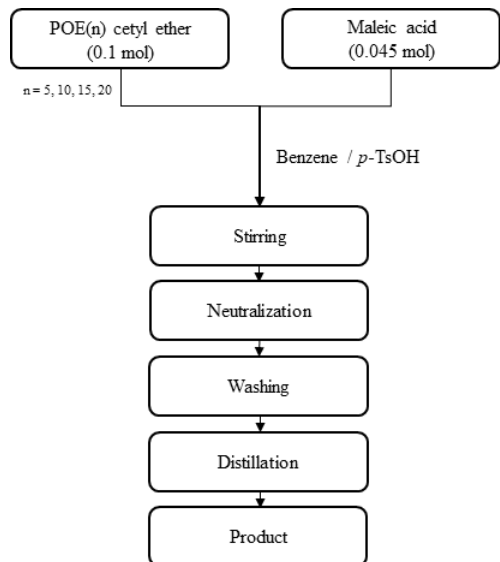 POE(n) cetyl ether
(0.1 mol)
Maleic acid
(0.045 mol)
n = 5, 10, 15, 20
Benzene / p-TsOH
Stirring
Neutralization
Washing
Distillation
Product